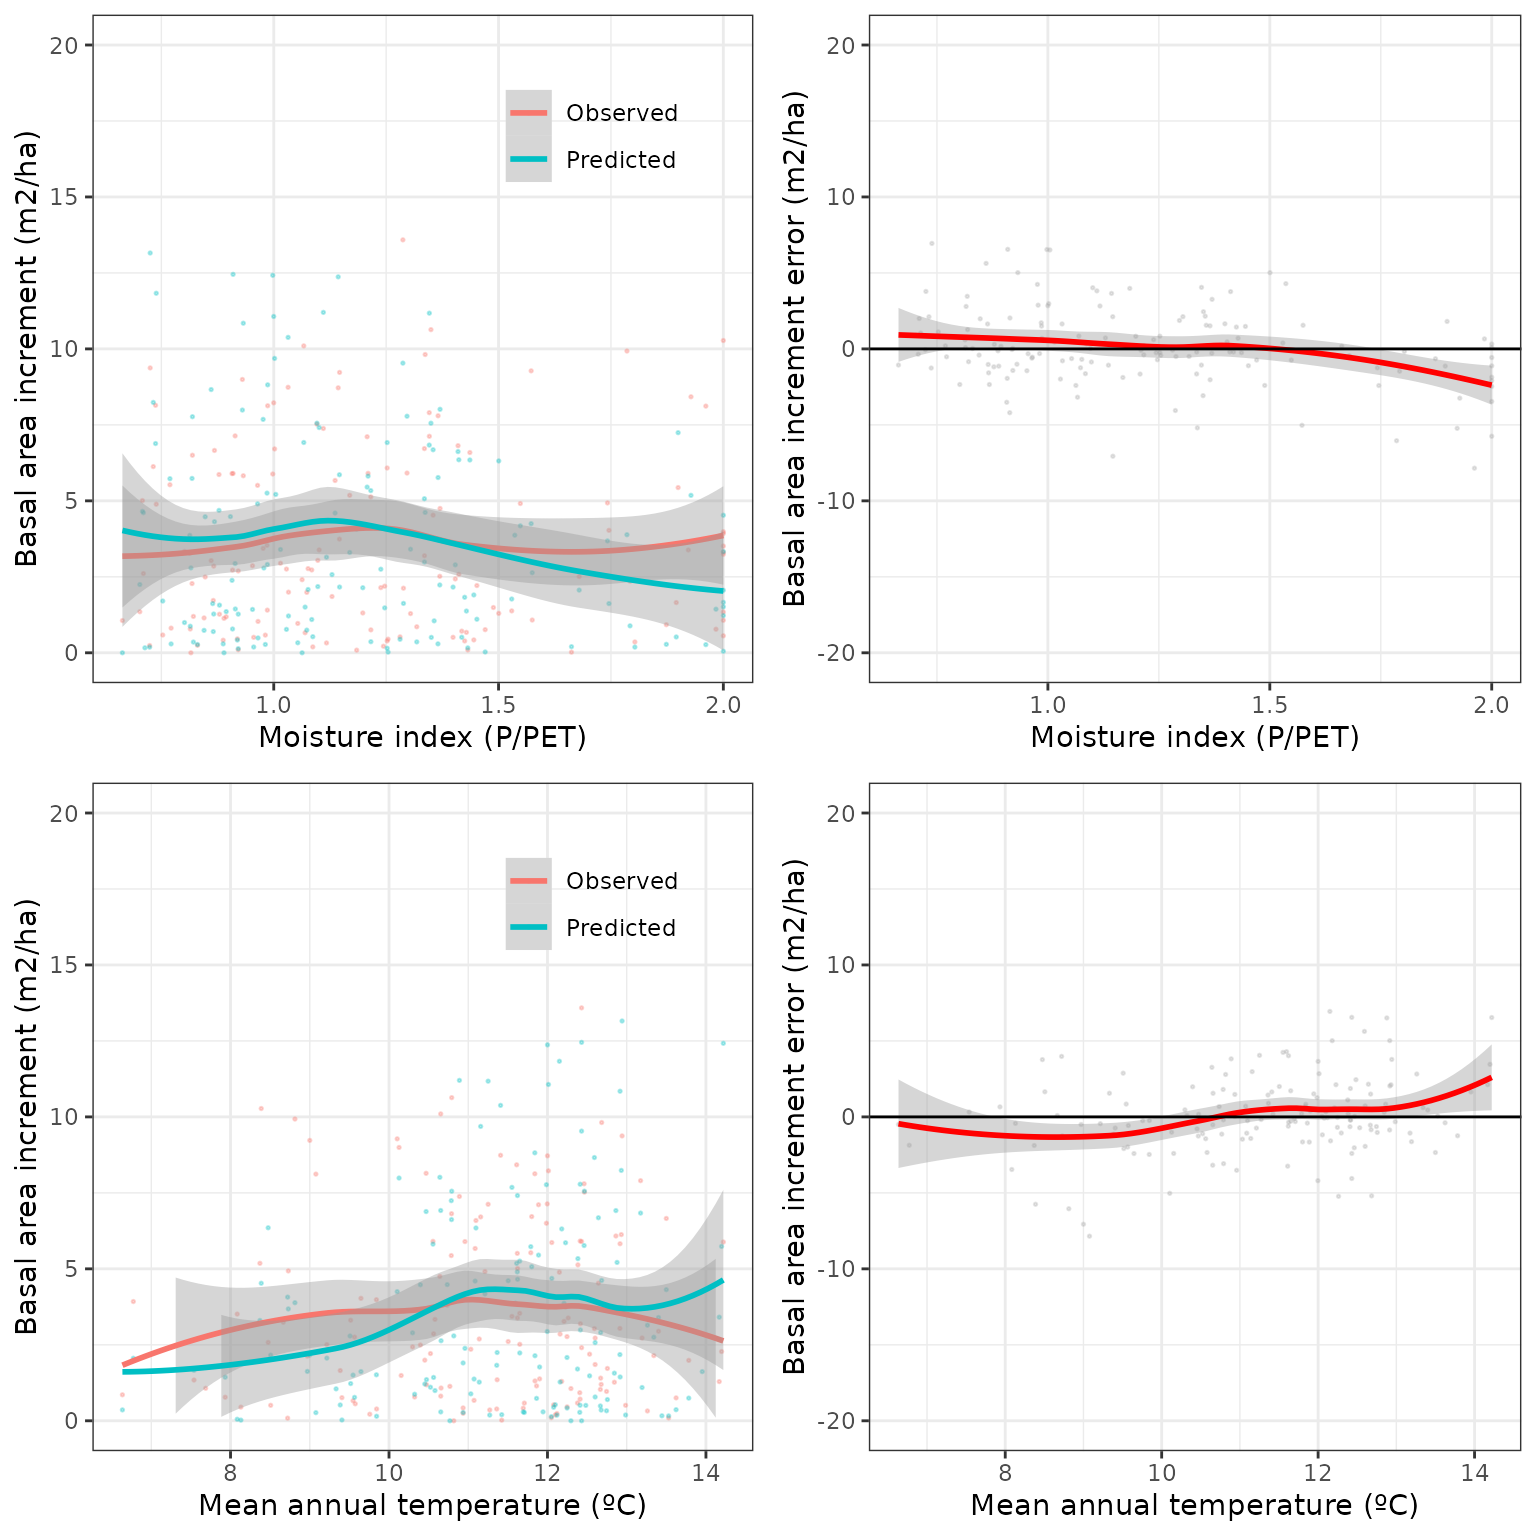 Basal area increment (m2/ha)
20
15
10
5
0
Observed
Predicted
1.0
1.5
2.0
Moisture index (P/PET)
Basal area increment error (m2/ha)
20
10
0
-10
-20
1.0
1.5
2.0
Moisture index (P/PET)
Basal area increment (m2/ha)
20
15
10
5
0
Observed
Predicted
8
10
12
14
Mean annual temperature (ºC)
Basal area increment error (m2/ha)
20
10
0
-10
-20
8
10
12
14
Mean annual temperature (ºC)